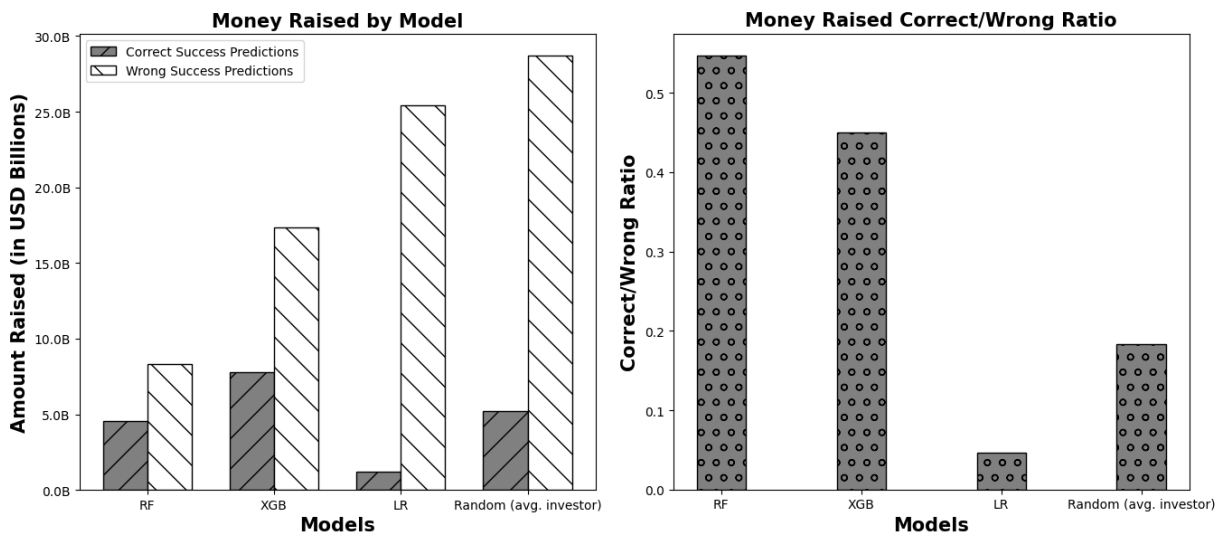 Money Raised by Model
Amount Raised (in USD Billions)
30.0B
25.0B
20.0B
15.0B
10.0B
5.0B
0.0B
Correct Success Predictions
Wrong Success Predictions
RF XGB LR Random (avg. investor)
Models
Money Raised Correct/Wrong Ratio
Correct/Wrong Ratio
0.5
0.4
0.3
0.2
0.1
0.0
RF XGB LR Random (avg. investor)
Models